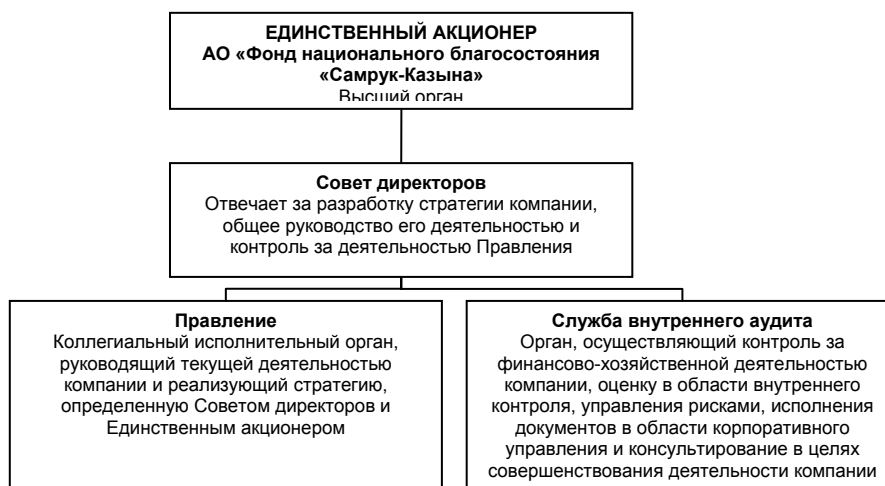 ЕДИНСТВЕННЫЙ АКЦИОНЕР
АО «Фонд национального благосостояния
«Самрук-Казына»
Высший орган
Совет директоров
Отвечает за разработку стратегии компании,
общее руководство его деятельностью и
контроль за деятельностью Правления
Правление
Коллегиальный исполнительный орган,
руководящий текущей деятельностью
компании и реализующий стратегию,
определенную Советом директоров и
Единственным акционером
Служба внутреннего аудита
Орган, осуществляющий контроль за
финансово-хозяйственной деятельностью
компании, оценку в области внутреннего
контроля, управления рисками, исполнения
документов в области корпоративного
управления и консультирование в целях
совершенствования деятельности компании